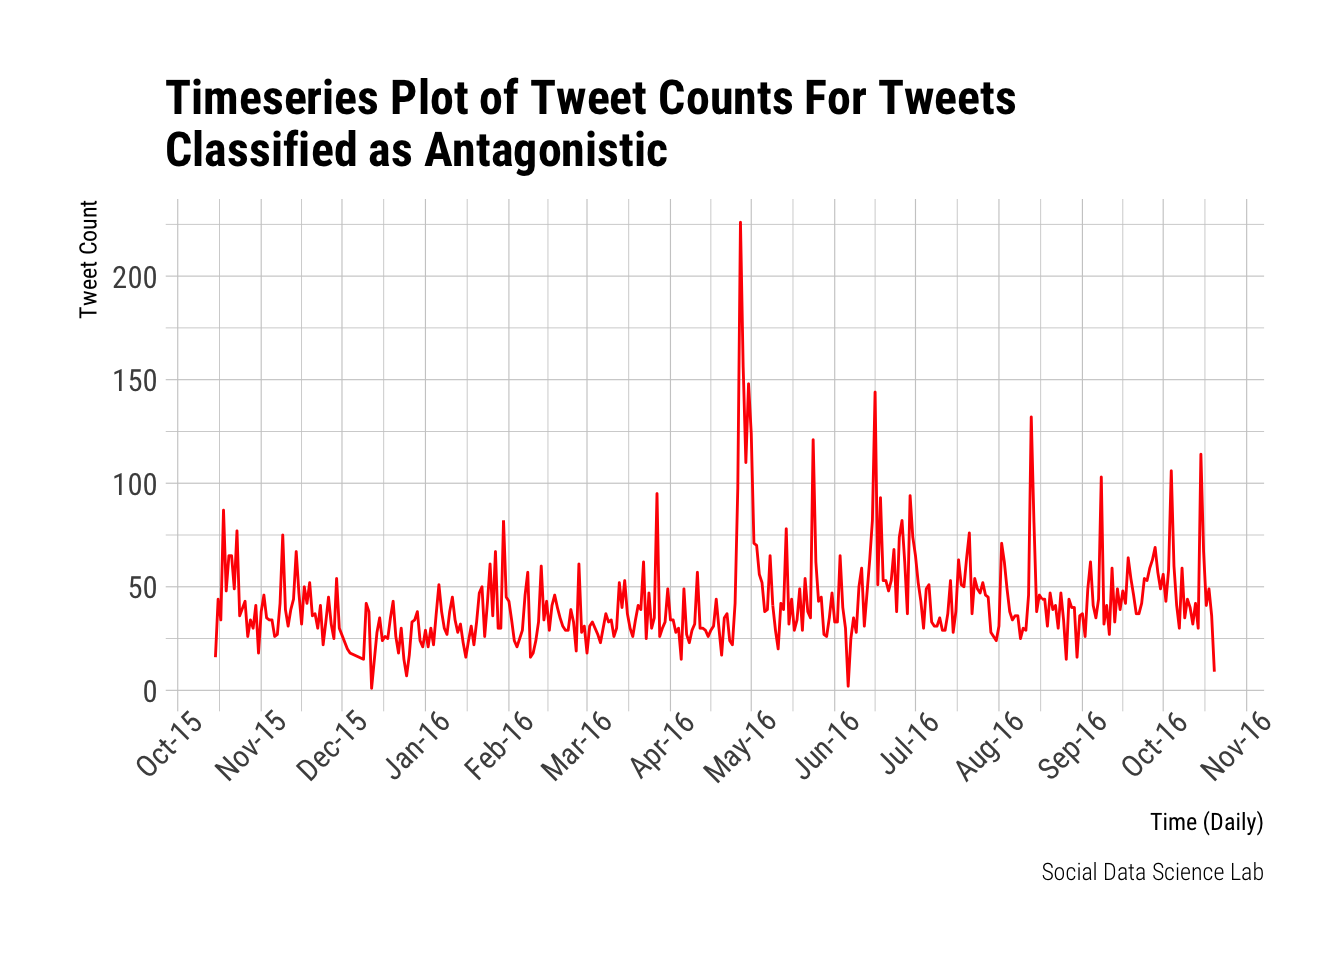 Timeseries Plot of Tweet Counts For Tweets
Classified as Antagonistic
Tweet Count
200
150
100
50
0
Oct-15
Nov-15
Dec-15
Jan-16
Feb-16
Mar-16
Apr-16
May-16
Jun-16
Jul-16
Aug-16
Sep-16
Oct-16
Nov-16
Time (Daily)
Social Data Science Lab